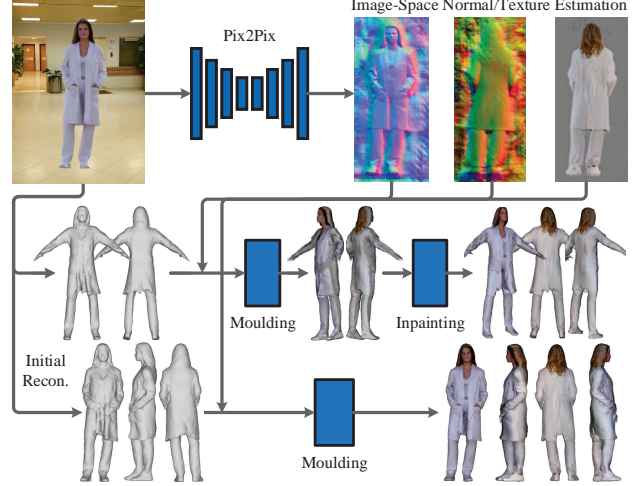 Image-Space Normal/Texture Estimation
Pix2Pix
Moulding
Inpainting
Initial
Recon.
Moulding